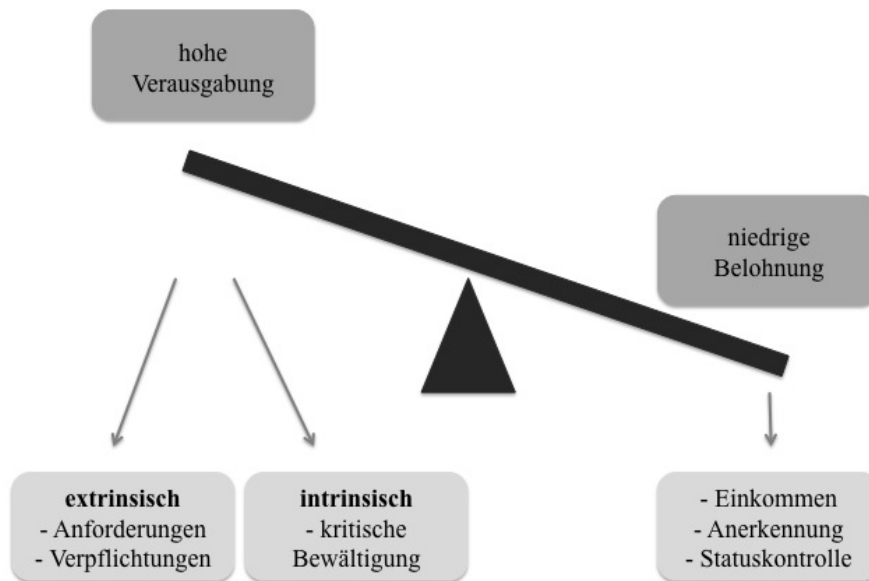 hohe
Verausgabung
niedrige
Belohnung
extrinsisch
- Anforderungen
- Verpflichtungen
intrinsisch
- kritische
Bewältigung
- Einkommen
- Anerkennung
- Statuskontrolle